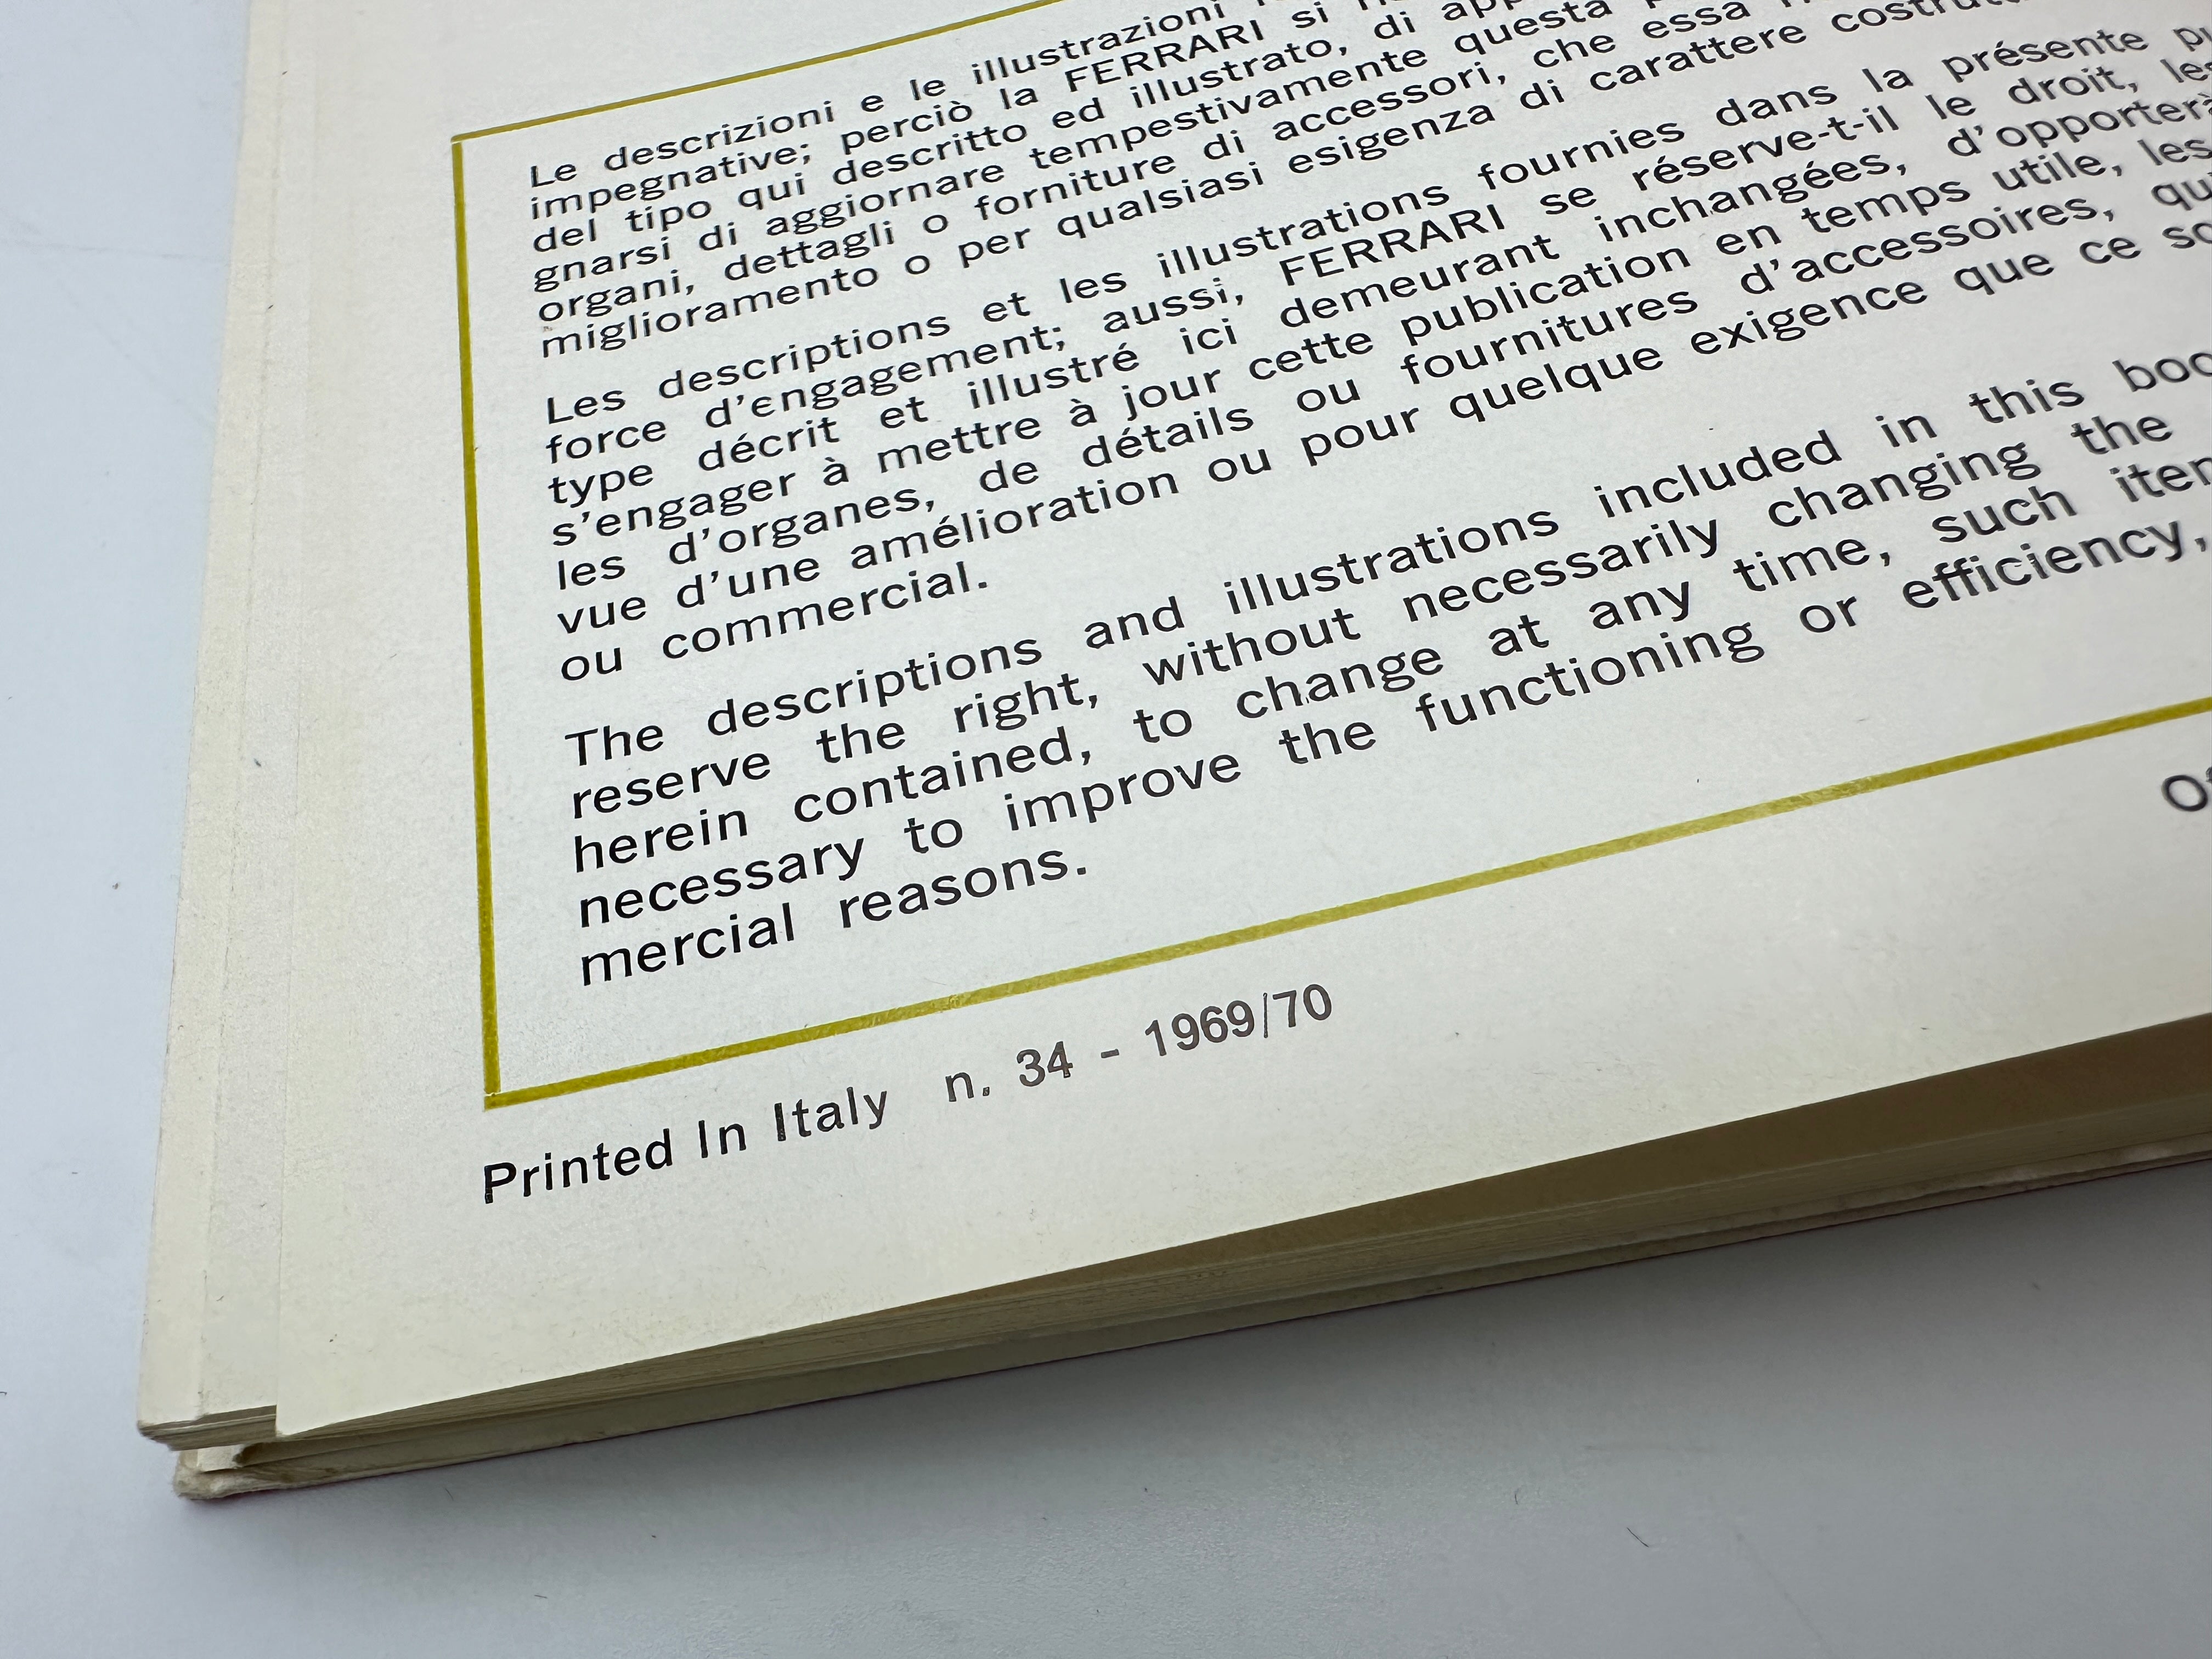 Le descrizioni e le illustrazioni
impegnative; perciò la FERRARI si
del tipo qui descritto ed illustrato, di
gnarsi di aggiornare tempestivamente questa
organi, dettagli o forniture di accessori, che essa
miglioramento o per qualsiasi esigenza di carattere
Les descriptions et les illustrations fournies dans la présente
force d'engagement; aussi, FERRARI se réserve-t-il le droit,
type décrit et illustré ici demeurant inchangées, d'opporter
s'engager à mettre à jour cette publication en temps utile, les
les d'organes, de détails ou fournitures d'accessoires,
vue d'une amélioration ou pour quelque exigence que ce
ou commercial.
The descriptions and illustrations included in this
reserve the right, without necessarily changing the
herein contained, to change at any time, such
necessary to improve the functioning or efficiency,
mercial reasons.
Printed In Italy n. 34 - 1969/70